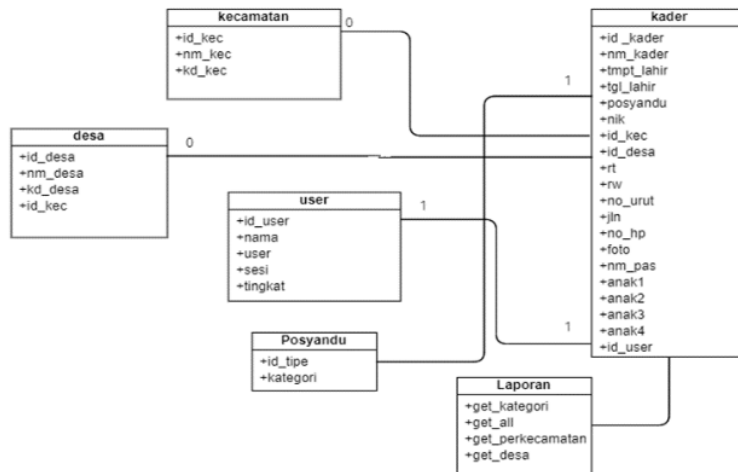 kecamatan
+id_kec
+nm_kec
+kd_kec
0
kader
+id _kader
+nm_kader
+tmpt_lahir
+tgl_lahir
+posyandu
+nik
+id_kec
+id_desa
+rt
+rw
+no_urut
+jln
+no_hp
+foto
+nm_pas
+anak1
+anak2
+anak3
+anak4
+id_user
1
desa
+id_desa
+nm_desa
+kd_desa
+id_kec
0
user
+id_user
+nama
+user
+sesi
+tingkat
1
1
Posyandu
+id_tipe
+kategori
Laporan
+get_kategori
+get_all
+get_perkecamatan
+get_desa